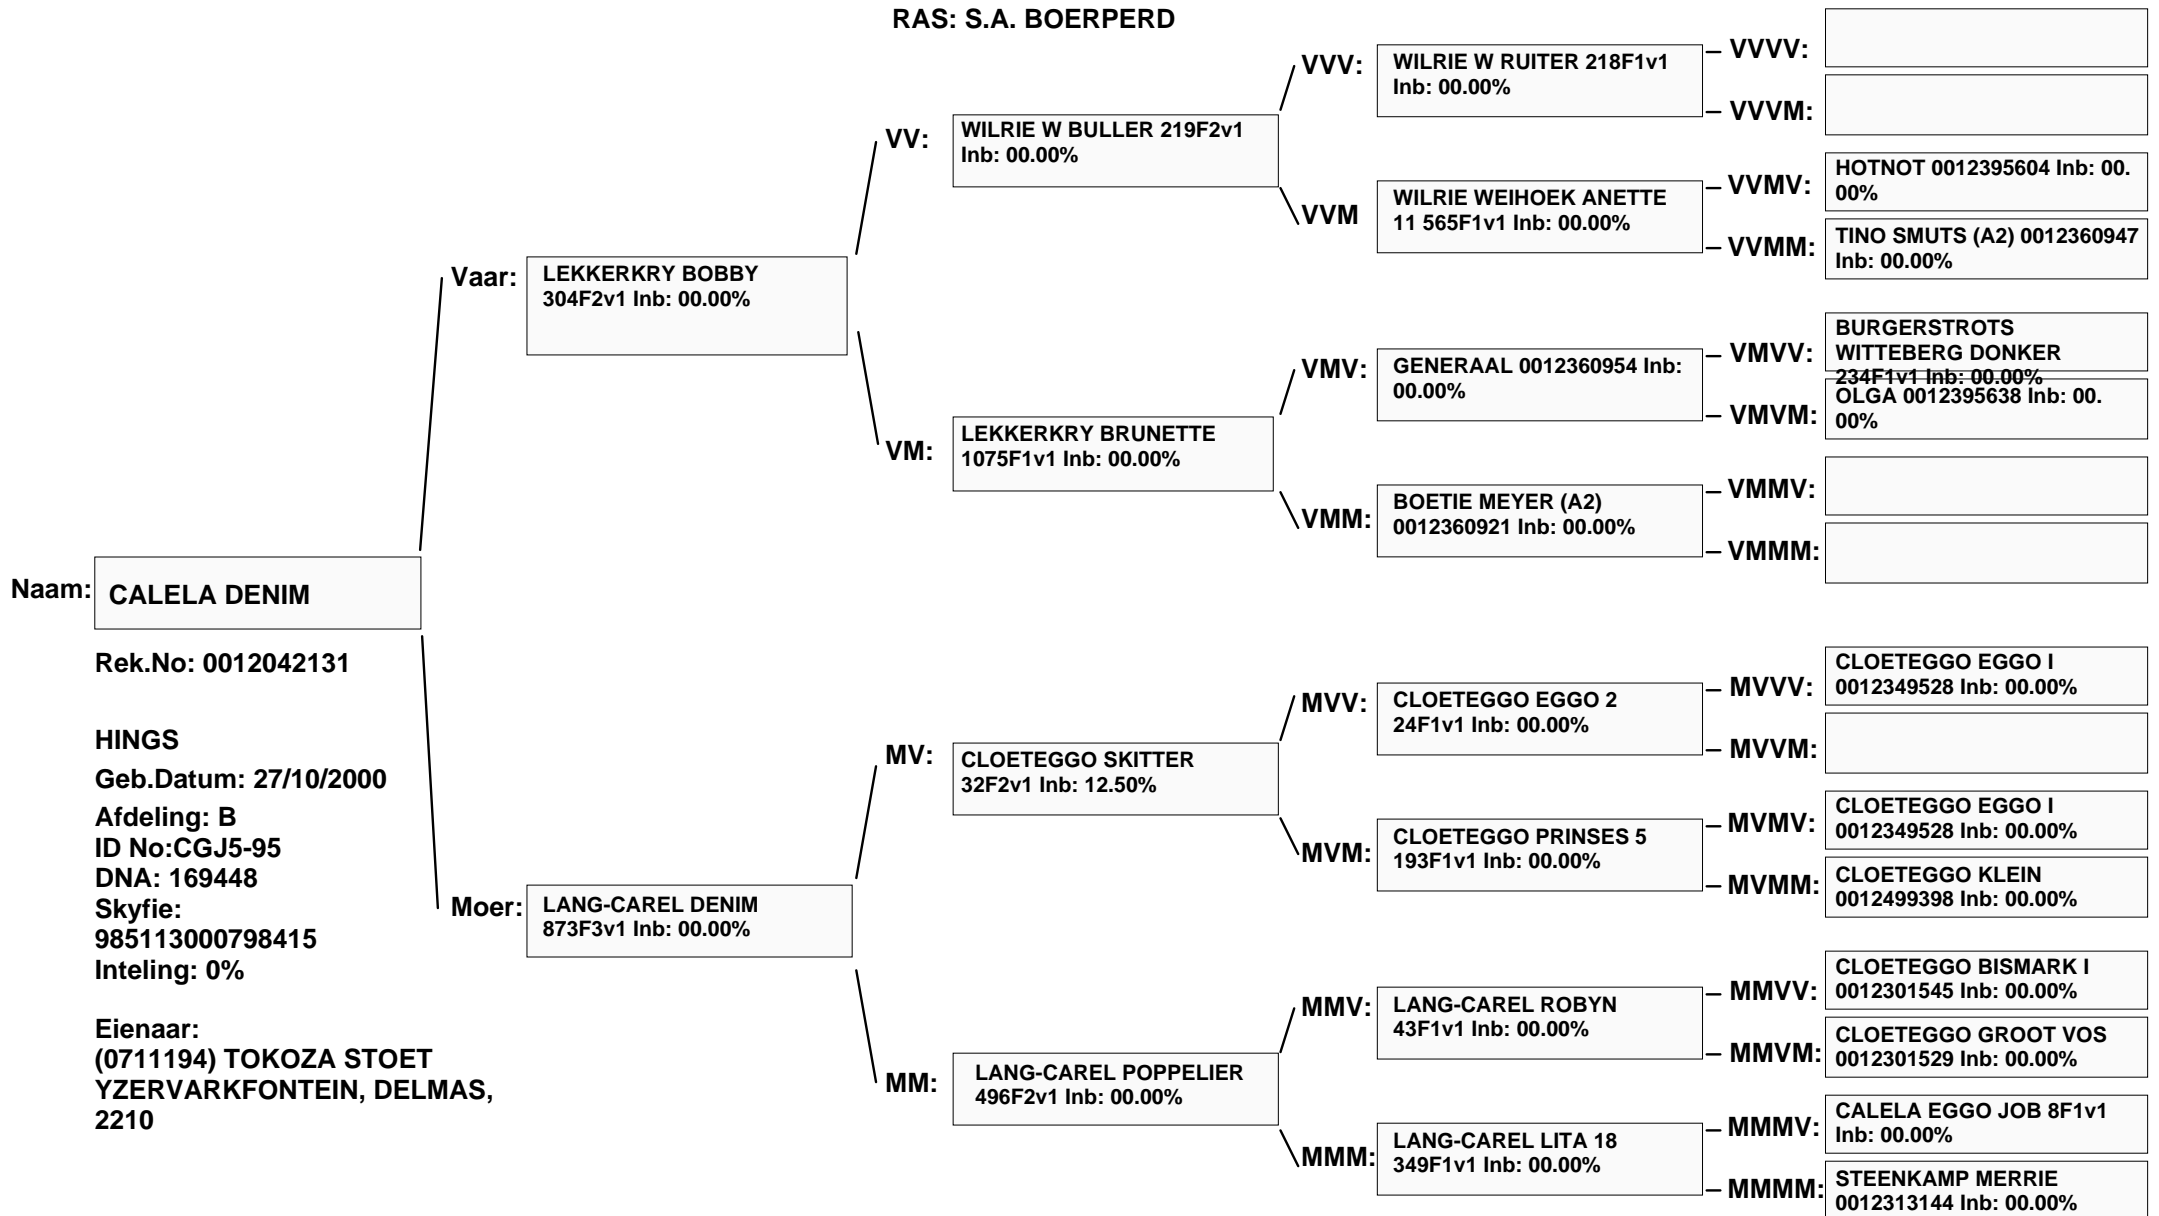 RAS: S.A. BOERPERD
Naam:
CALELA DENIM
Rek.No: 0012042131
HINGS
Geb.Datum: 27/10/2000
Afdeling: B
ID No:CGJ5-95
DNA: 169448
Skyfie:
985113000798415
Inteling: 0%
Eienaar:
(0711194) TOKOZA STOET
YZERVARKFONTEIN, DELMAS,
2210
Vaar:
LEKKERKRY BOBBY
304F2v1 Inb: 00.00%
Moer:
LANG-CAREL DENIM
873F3v1 Inb: 00.00%
VV:
WILRIE W BULLER 219F2v1
Inb: 00.00%
VM:
LEKKERKRY BRUNETTE
1075F1v1 Inb: 00.00%
MV:
CLOETEGGO SKITTER
32F2v1 Inb: 12.50%
MM:
LANG-CAREL POPPELIER
496F2v1 Inb: 00.00%
VVV:
WILRIE W RUITER 218F1v1
Inb: 00.00%
VVM
WILRIE WEIHOEK ANETTE
11 565F1v1 Inb: 00.00%
VMV:
GENERAAL 0012360954 Inb:
00.00%
VMM:
BOETIE MEYER (A2)
0012360921 Inb: 00.00%
MVV:
CLOETEGGO EGGO 2
24F1v1 Inb: 00.00%
MVM:
CLOETEGGO PRINSES 5
193F1v1 Inb: 00.00%
MMV:
LANG-CAREL ROBYN
43F1v1 Inb: 00.00%
MMM:
LANG-CAREL LITA 18
349F1v1 Inb: 00.00%
VVVV:
VVVM:
VVMV:
HOTNOT 0012395604 Inb: 00.
00%
VVMM:
TINO SMUTS (A2) 0012360947
Inb: 00.00%
VMVV:
BURGERSTROTS
WITTEBERG DONKER
234F1v1 Inb: 00.00%
VMVM:
OLGA 0012395638 Inb: 00.
00%
VMMV:
VMMM:
MVVV:
CLOETEGGO EGGO I
0012349528 Inb: 00.00%
MVVM:
MVMV:
CLOETEGGO EGGO I
0012349528 Inb: 00.00%
MVMM:
CLOETEGGO KLEIN
0012499398 Inb: 00.00%
MMVV:
CLOETEGGO BISMARK I
0012301545 Inb: 00.00%
MMVM:
CLOETEGGO GROOT VOS
0012301529 Inb: 00.00%
MMMV:
CALELA EGGO JOB 8F1v1
Inb: 00.00%
MMMM:
STEENKAMP MERRIE
0012313144 Inb: 00.00%